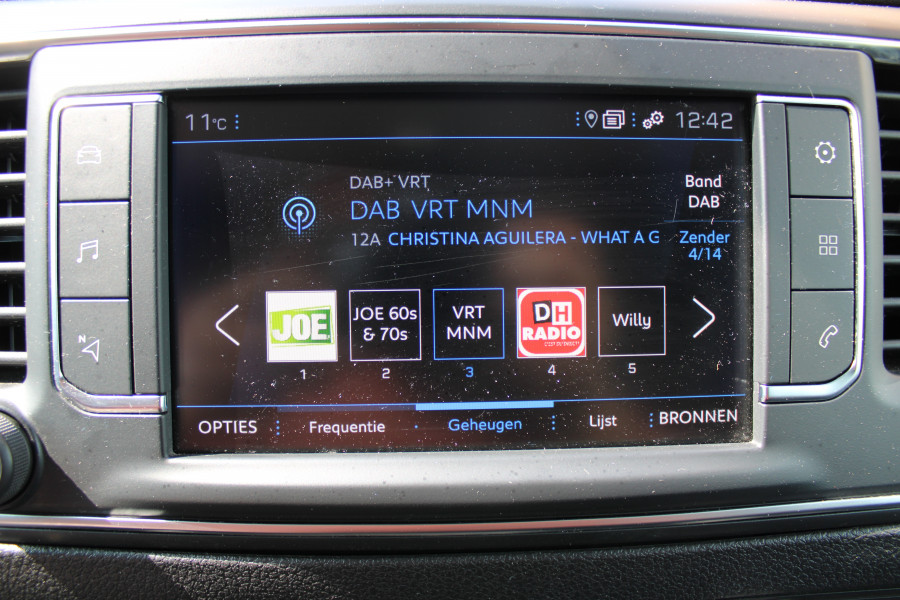 11°C
12:42
DAB+ VRT
DAB VRT MNM
12A CHRISTINA AGUILERA - WHAT A G
Band
DAB
Zender
4/14
N
JOE
JOE 60s
& 70s
VRT
MNM
DH
RADIO
Willy
1
2
3
4
5
OPTIES
Frequentie
Geheugen
Lijst
BRONNEN